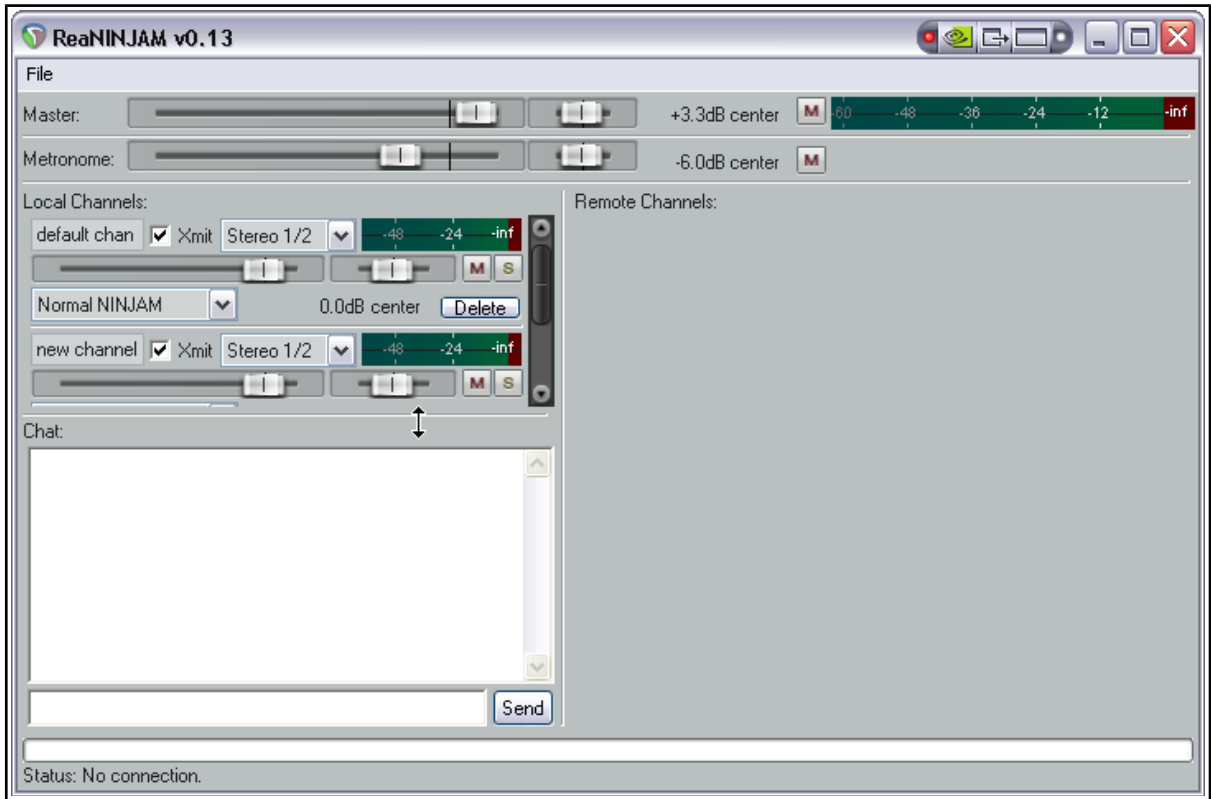 ReaNINJAM v0.13
File
Master: +3.3dB center M -60 -48 -36 -24 -12 -inf
Metronome: -6.0dB center M
Local Channels:
default chan Xmit Stereo 1/2 -48 -24 -inf
M S
Normal NINJAM 0.0dB center Delete
new channel Xmit Stereo 1/2 -48 -24 -inf
M S
Remote Channels:
Chat:
Send
Status: No connection.